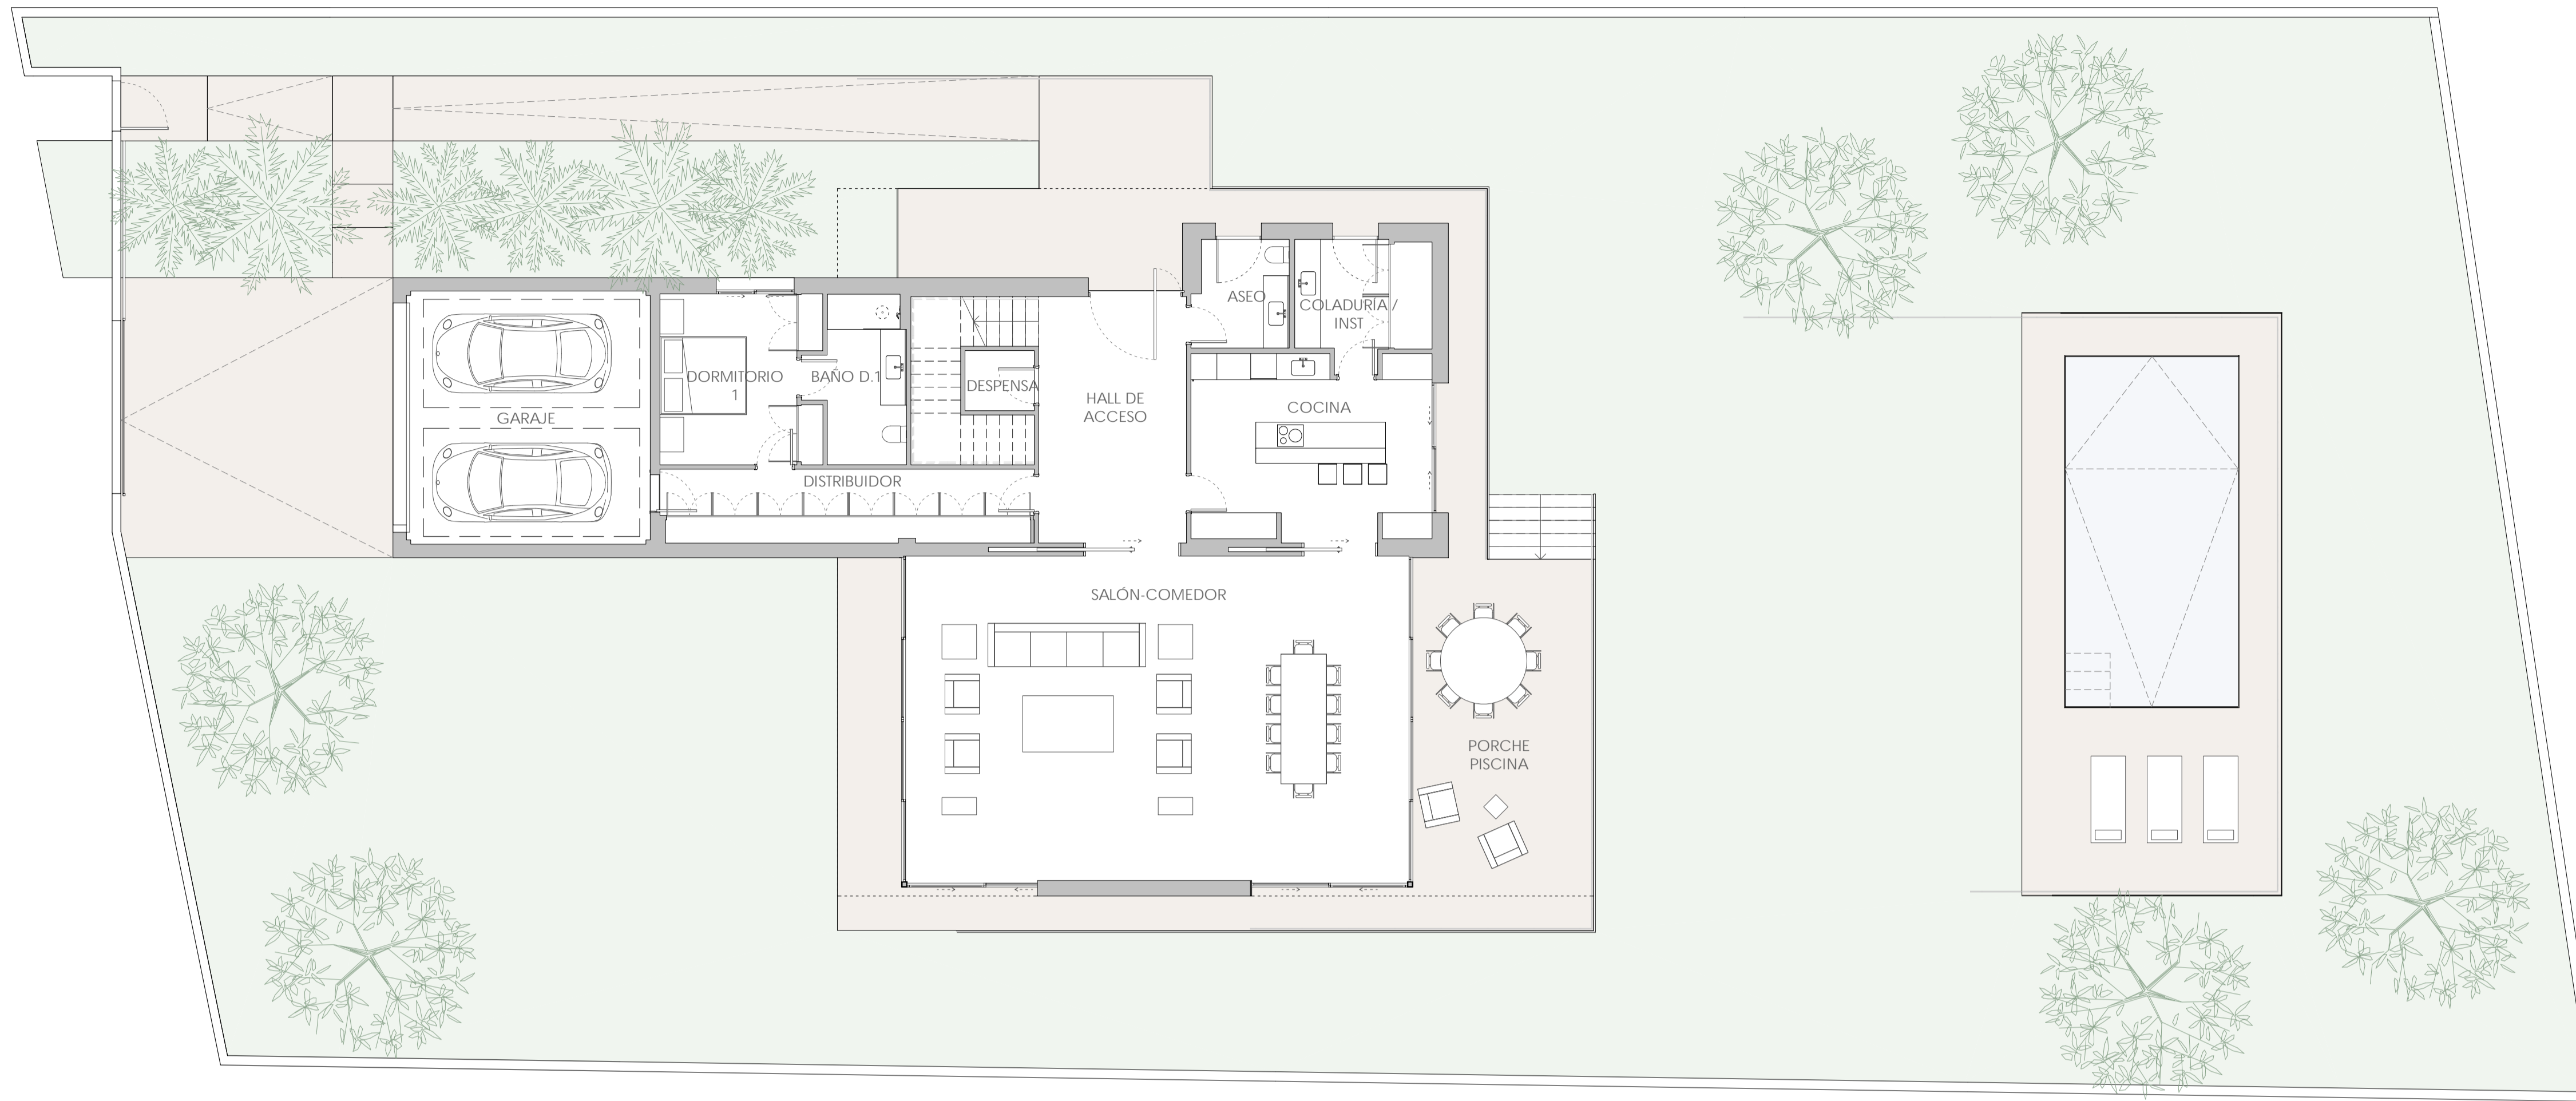 ASEO
COLADURÍA /
INST
DORMITORIO
1
BAÑO D.1
DESPENSA
HALL DE
ACCESO
COCINA
GARAJE
DISTRIBUIDOR
SALÓN-COMEDOR
PORCHE
PISCINA